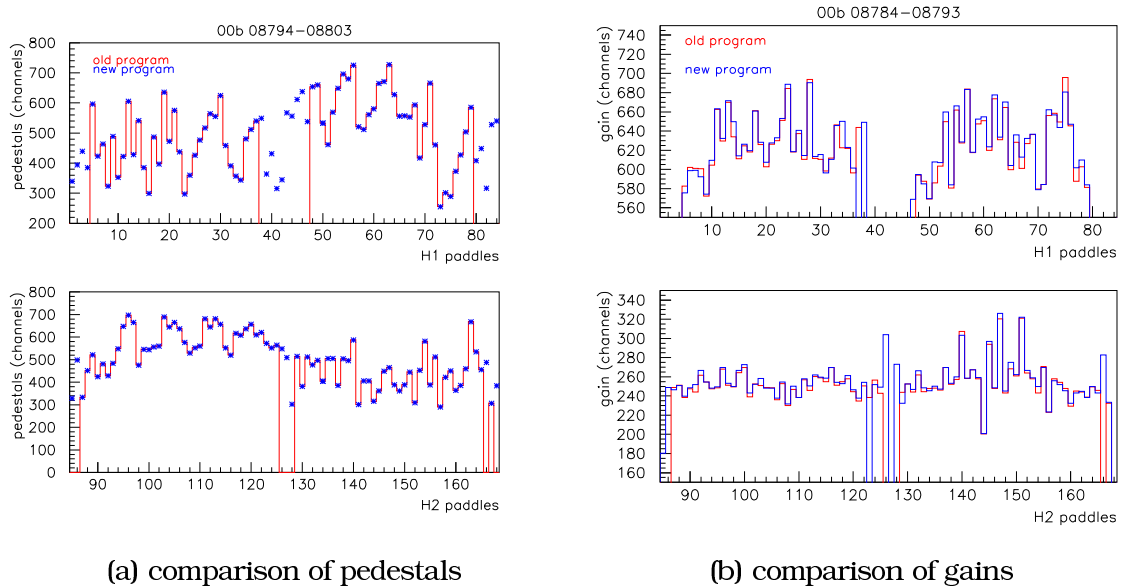 00b 08794-08803
800
700
600
500
400
300
200
pedestals (channels)
old program
new program
10 20 30 40 50 60 70 80
H1 paddles
800
700
600
500
400
300
200
100
0
pedestals (channels)
90 100 110 120 130 140 150 160
H2 paddles
(a) comparison of pedestals
00b 08784-08793
740
720
700
680
660
640
620
600
580
560
gain (channels)
old program
new program
10 20 30 40 50 60 70 80
H1 paddles
340
320
300
280
260
240
220
200
180
160
gain (channels)
90 100 110 120 130 140 150 160
H2 paddles
(b) comparison of gains